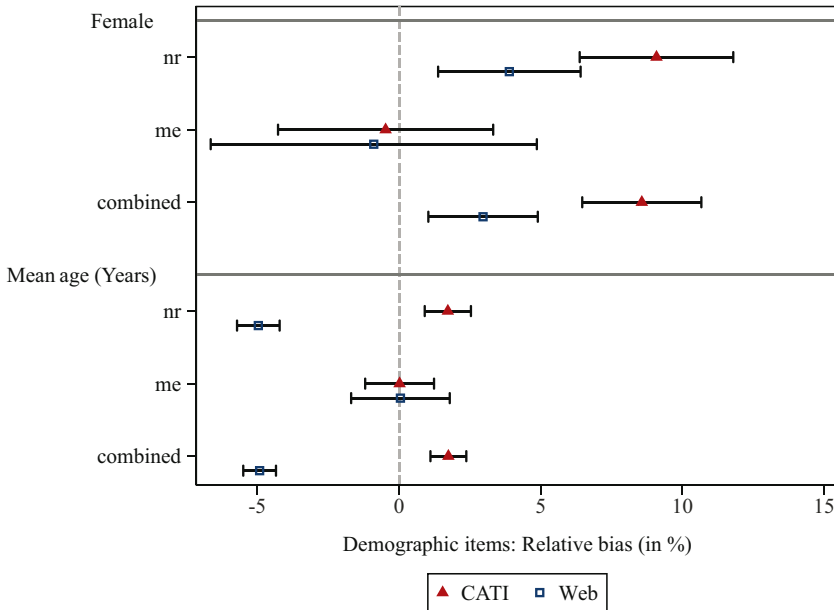 Female
nr
me
combined
Mean age (Years)
nr
me
combined
-5 0 5 10 15
Demographic items: Relative bias (in %)
CATI Web